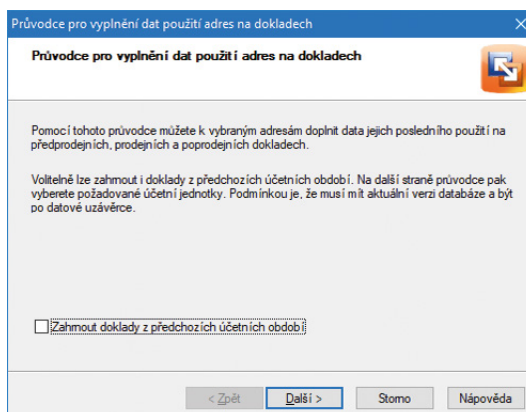 Průvodce pro vyplnění dat použití adres na dokladech
Průvodce pro vyplnění dat použití adres na dokladech
Pomocí tohoto průvodce můžete k vybraným adresám doplnit data jejich posledního použití na
předprodejních, prodejních a poprodejních dokladech.
Volitelně lze zahrnout i doklady z předchozích účetních období. Na další straně průvodce pak
vyberete požadované účetní jednotky. Podmínkou je, že musí mít aktuální verzi databáze a být
po datové uzávěrce.
Zahrnout doklady z předchozích účetních období
< Zpět Další > Storno Nápověda